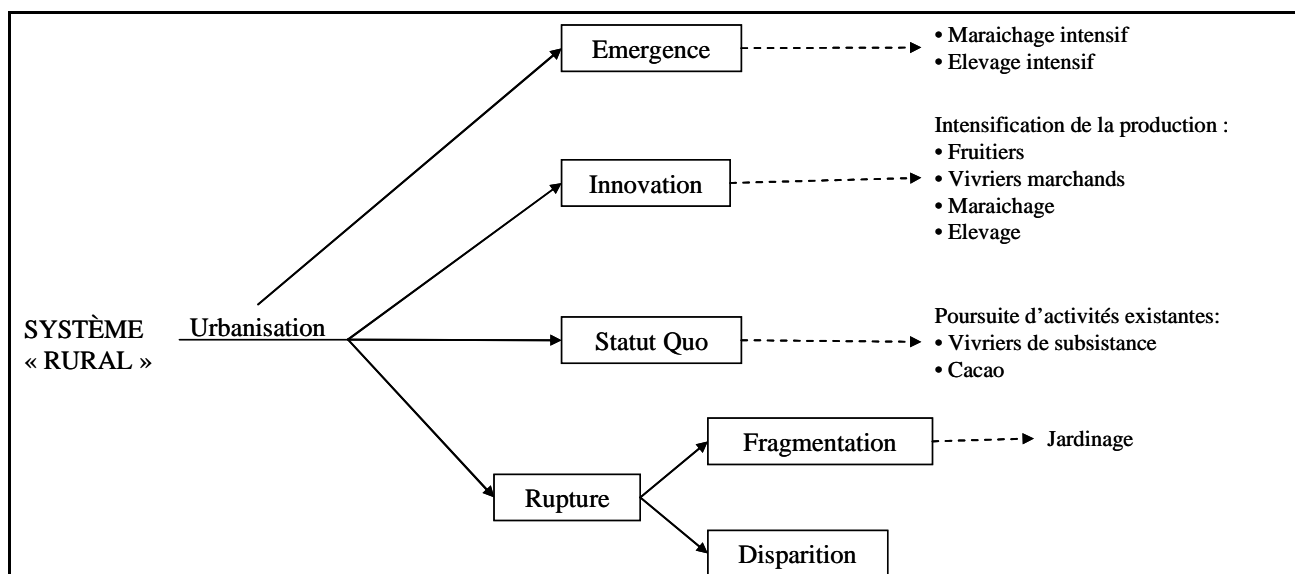 Emergence
• Maraichage intensif
• Elevage intensif
Innovation
Intensification de la production :
• Fruitiers
• Vivriers marchands
• Maraichage
• Elevage
SYSTÈME
« RURAL »
Urbanisation
Statut Quo
Poursuite d’activités existantes:
• Vivriers de subsistance
• Cacao
Rupture
Fragmentation
Jardinage
Disparition